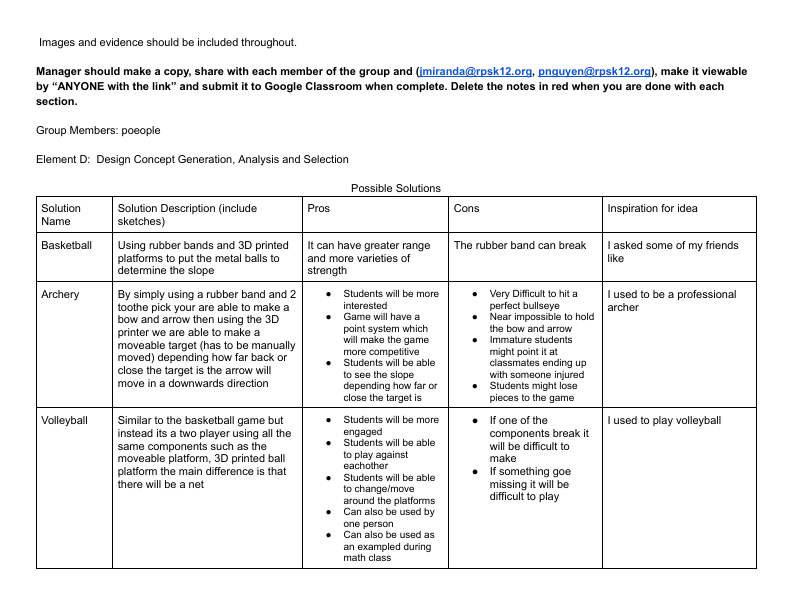 Images and evidence should be included throughout.
Manager should make a copy, share with each member of the group and (jmiranda@rpsk12.org, pnguyen@rpsk12.org), make it viewable
by “ANYONE with the link” and submit it to Google Classroom when complete. Delete the notes in red when you are done with each
section.
Group Members: poeople
Element D:  Design Concept Generation, Analysis and Selection
Possible Solutions
Solution
Name
Solution Description (include
sketches)
Pros
Cons
Inspiration for idea
Basketball
Using rubber bands and 3D printed
platforms to put the metal balls to
determine the slope
It can have greater range
and more varieties of
strength
The rubber band can break
I asked some of my friends
like
Archery
By simply using a rubber band and 2
toothe pick your are able to make a
bow and arrow then using the 3D
printer we are able to make a
moveable target (has to be manually
moved) depending how far back or
close the target is the arrow will
move in a downwards direction
● Students will be more
interested
● Game will have a
point system which
will make the game
more competitive
● Students will be able
to see the slope
depending how far or
close the target is
● Very Difficult to hit a
perfect bullseye
● Near impossible to hold
the bow and arrow
● Immature students
might point it at
classmates ending up
with someone injured
● Students might lose
pieces to the game
I used to be a professional
archer
Volleyball
Similar to the basketball game but
instead its a two player using all the
same components such as the
moveable platform, 3D printed ball
platform the main difference is that
there will be a net
● Students will be more
engaged
● Students will be able
to play against
eachother
● Students will be able
to change/move
around the platforms
● Can also be used by
one person
● Can also be used as
an exampled during
math class
● If one of the
components break it
will be difficult to
make
● If something goe
missing it will be
difficult to play
I used to play volleyball